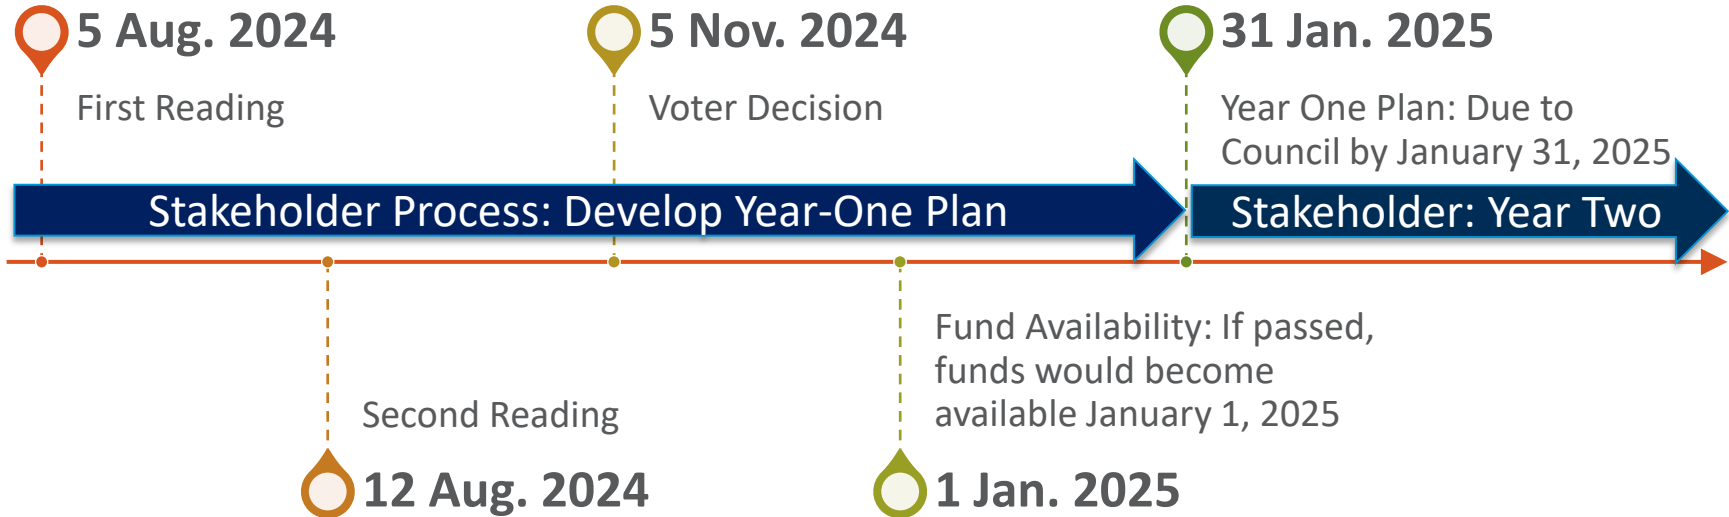 5 Aug. 2024
First Reading
5 Nov. 2024
Voter Decision
31 Jan. 2025
Year One Plan: Due to
Council by January 31, 2025
Stakeholder Process: Develop Year-One Plan
Stakeholder: Year Two
Second Reading
12 Aug. 2024
Fund Availability: If passed,
funds would become
available January 1, 2025
1 Jan. 2025